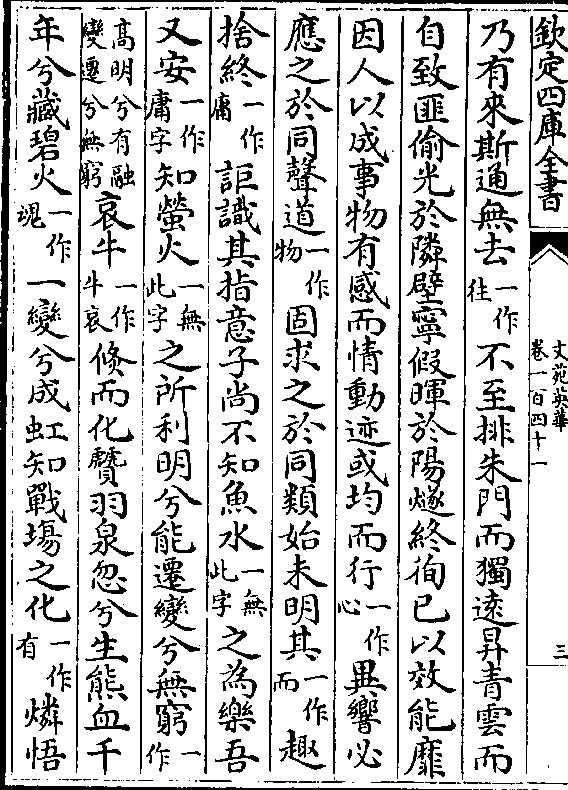 欽定四庫全書
文苑英華
卷一百四十一
三
乃有來斯通無去一作往不至排朱門而獨遠昇青雲而
自致匪偷光於隣壁寧假暉於陽燧終徇已以效能靡
因人以成事物有感而情動迹或均而行一作心異響必
應之於同聲道一作物固求之於同類始未明其一作而趣
捨終一作庸詎識其指意子尚不知魚水一無此字之為樂吾
又安一作庸字知螢火一無此字之所利明兮能遷變兮無窮一作
高明兮有融變遷兮無窮哀牛一作牛哀倐而化贙羽泉忽兮生熊血千
年兮藏碧火一作魂一變兮成虹知戰場之化一作有燐悟